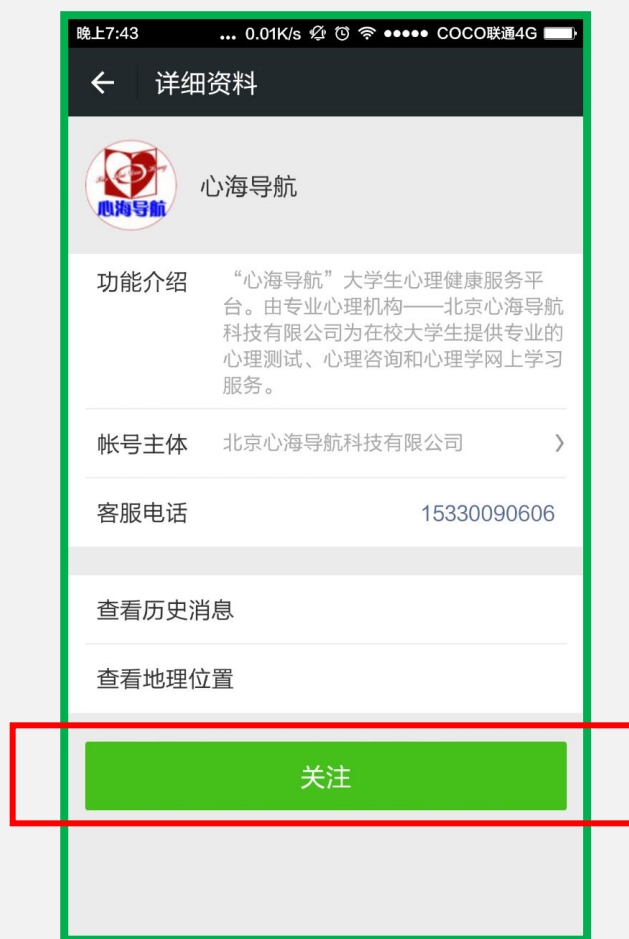 晚上7:43 ... 0.01K/s COCO联通4G
详细资料
心海导航
心海导航
功能介绍 “心海导航”大学生心理健康服务平
台。由专业心理机构——北京心海导航
科技有限公司为在校大学生提供专业的
心理测试、心理咨询和心理学网上学习
服务。
帐号主体 北京心海导航科技有限公司
客服电话 15330090606
查看历史消息
查看地理位置
关注